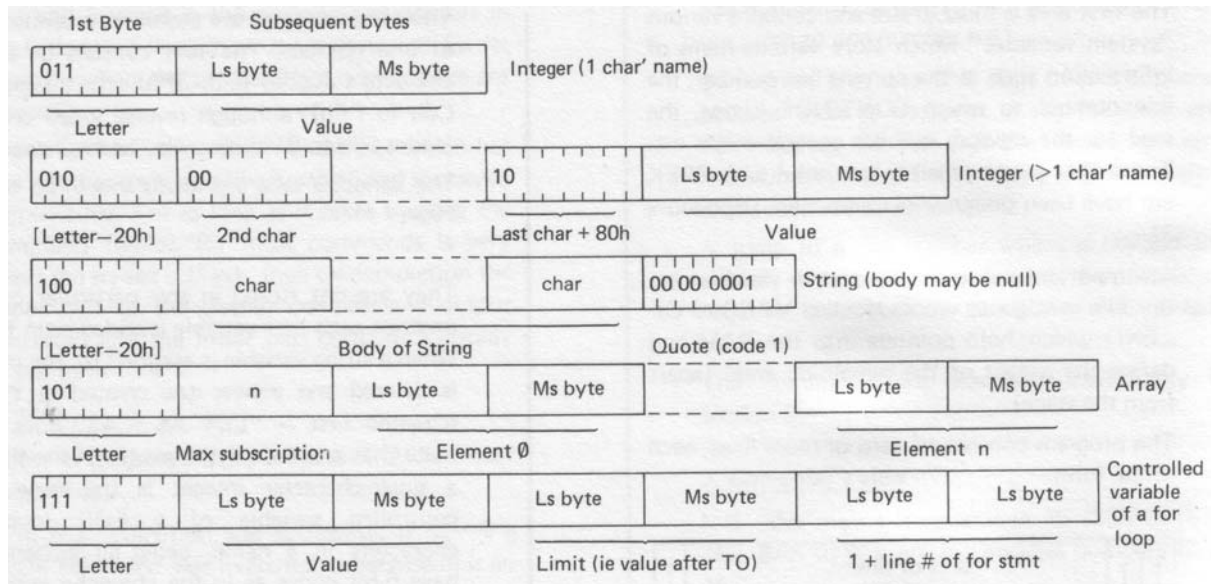 1st Byte Subsequent bytes
011 Ls byte Ms byte Integer (1 char' name)
Letter Value
010 00 10 Ls byte Ms byte Integer (>1 char' name)
[Letter−20h] 2nd char Last char + 80h Value
100 char char 00 00 0001 String (body may be null)
[Letter−20h] Body of String Quote (code 1)
101 n Ls byte Ms byte Ls byte Ms byte Array
Letter Max subscription Element 0 Element n
111 Ls byte Ms byte Ls byte Ms byte Ls byte Ls byte Controlled
variable
of a for
loop
Letter Value Limit (ie value after TO) 1 + line # of for stmt